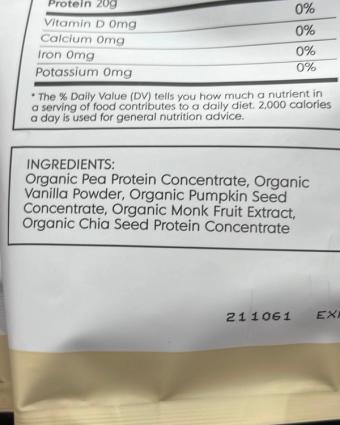 Protein 20g
0%
Vitamin D 0mg 0%
Calcium 0mg
Iron 0mg 0%
Potassium 0mg 0%
* The % Daily Value (DV) tells you how much a nutrient in
a serving of food contributes to a daily diet. 2,000 calories
a day is used for general nutrition advice.
INGREDIENTS:
Organic Pea Protein Concentrate, Organic
Vanilla Powder, Organic Pumpkin Seed
Concentrate, Organic Monk Fruit Extract,
Organic Chia Seed Protein Concentrate
211061